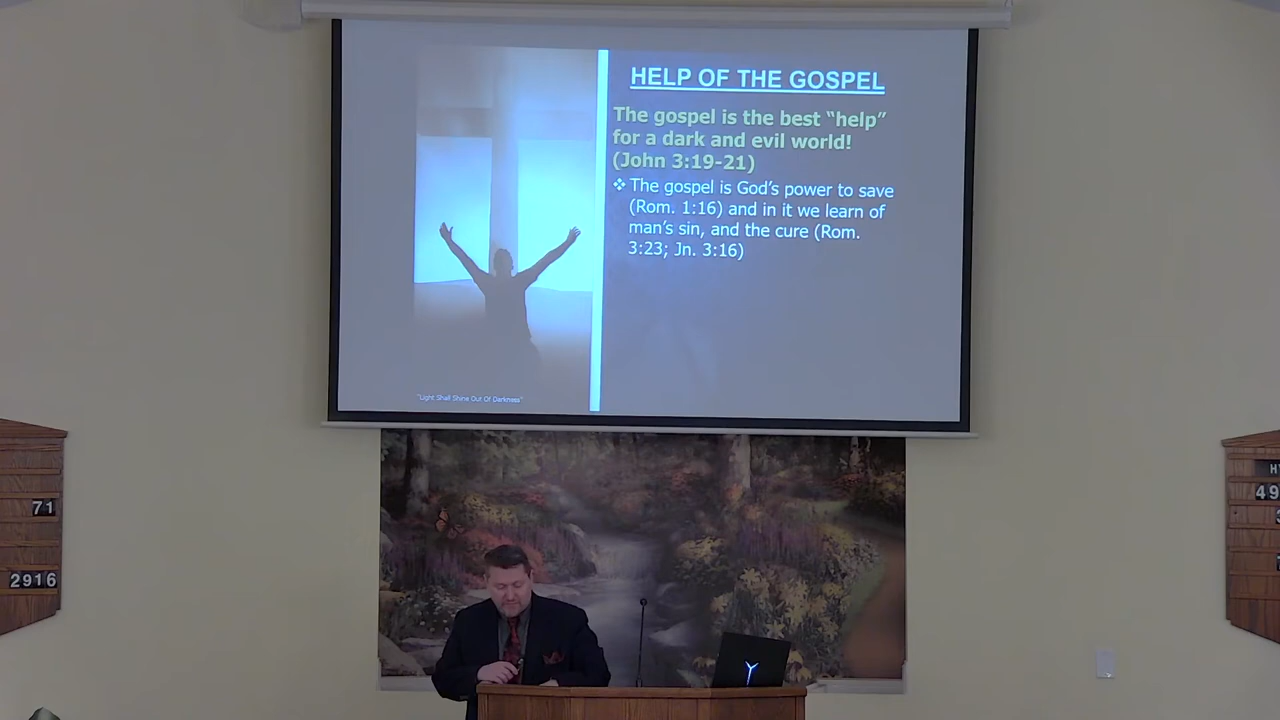 HELP OF THE GOSPEL
The gospel is the best “help”
for a dark and evil world!
(John 3:19-21)
❖ The gospel is God’s power to save
(Rom. 1:16) and in it we learn of
man’s sin, and the cure (Rom.
3:23; Jn. 3:16)
"Light Shall Shine Out Of Darkness"
71
2916
49